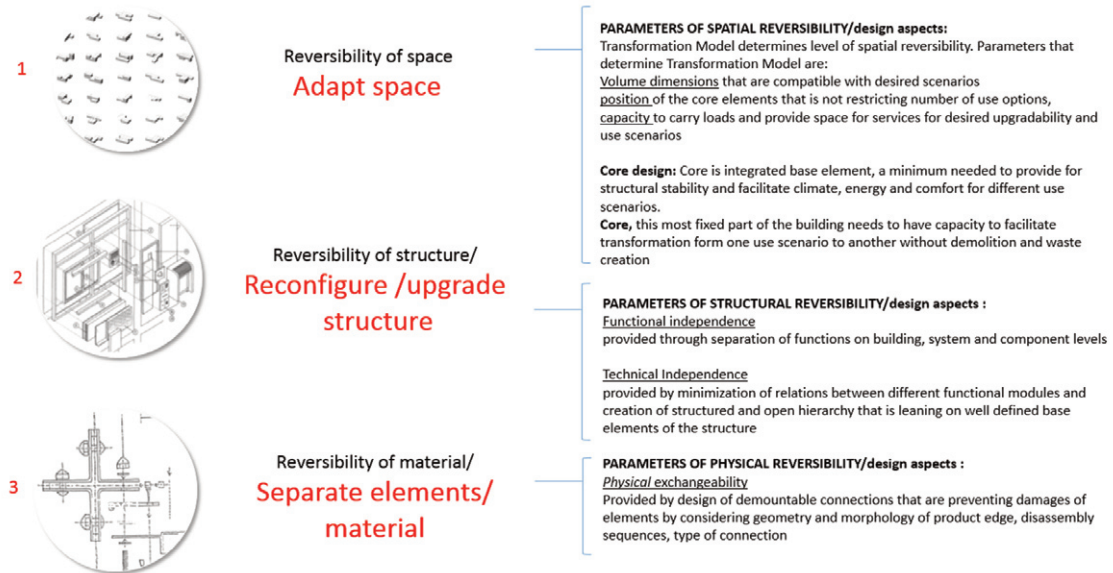 1
Reversibility of space
Adapt space
PARAMETERS OF SPATIAL REVERSIBILITY/design aspects:
Transformation Model determines level of spatial reversibility. Parameters that
determine Transformation Model are:
Volume dimensions that are compatible with desired scenarios
position of the core elements that is not restricting number of use options,
capacity to carry loads and provide space for services for desired upgradability and
use scenarios
Core design: Core is integrated base element, a minimum needed to provide for
structural stability and facilitate climate, energy and comfort for different use
scenarios.
Core, this most fixed part of the building needs to have capacity to facilitate
transformation form one use scenario to another without demolition and waste
creation
2
Reversibility of structure/
Reconfigure /upgrade
structure
PARAMETERS OF STRUCTURAL REVERSIBILITY/design aspects :
Functional independence
provided through separation of functions on building, system and component levels
Technical Independence
provided by minimization of relations between different functional modules and
creation of structured and open hierarchy that is leaning on well defined base
elements of the structure
3
Reversibility of material/
Separate elements/
material
PARAMETERS OF PHYSICAL REVERSIBILITY/design aspects :
Physical exchangeability
Provided by design of demountable connections that are preventing damages of
elements by considering geometry and morphology of product edge, disassembly
sequences, type of connection